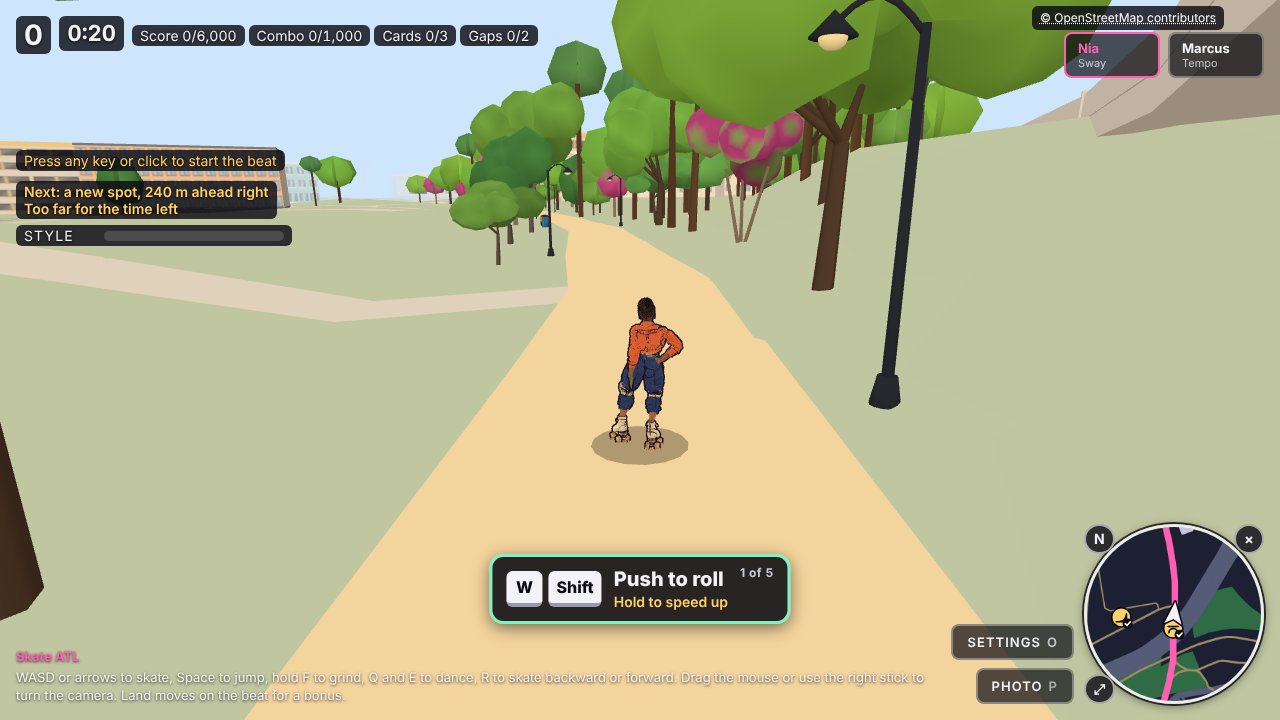 0
0:20
Score 0/6,000
Combo 0/1,000
Cards 0/3
Gaps 0/2
© OpenStreetMap contributors
Nia
Sway
Marcus
Tempo
Press any key or click to start the beat
Next: a new spot, 240 m ahead right
Too far for the time left
STYLE
W
Shift
Push to roll
1 of 5
Hold to speed up
N
×
SETTINGS O
PHOTO P
Skate ATL
WASD or arrows to skate, Space to jump, hold F to grind, Q and E to dance, R to skate backward or forward. Drag the mouse or use the right stick to
turn the camera. Land moves on the beat for a bonus.